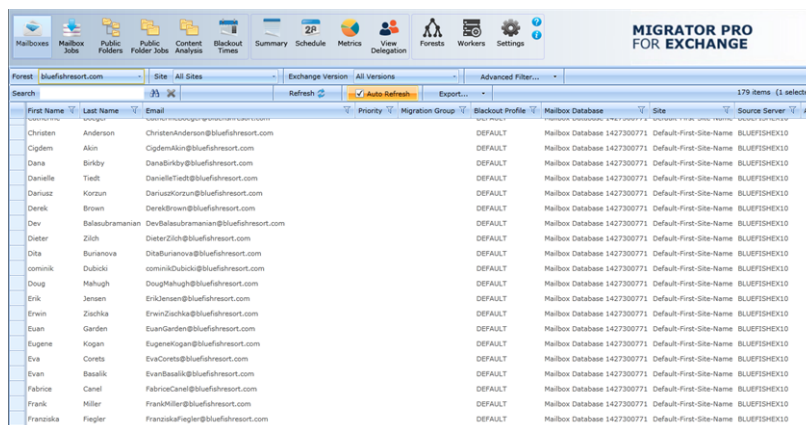 MIGRATOR PRO
FOR EXCHANGE
Mailboxes Mailbox Jobs Public Folders Public Folder Jobs Content Analysis Blackout Times Summary Schedule Metrics View Delegation Forests Workers Settings
Forest bluefishresort.com Site All Sites Exchange Version All Versions Advanced Filter...
Search Refresh Auto Refresh Export... 179 items (1 selecte
First Name Last Name Email Priority Migration Group Blackout Profile Mailbox Database Site Source Server
Christen Anderson ChristenAnderson@bluefishresort.com DEFAULT Mailbox Database 1427300771 Default-First-Site-Name BLUEFISHEX10
Cigdem Akin CigdemAkin@bluefishresort.com DEFAULT Mailbox Database 1427300771 Default-First-Site-Name BLUEFISHEX10
Dana Birkby DanaBirkby@bluefishresort.com DEFAULT Mailbox Database 1427300771 Default-First-Site-Name BLUEFISHEX10
Danielle Tiedt DanielleTiedt@bluefishresort.com DEFAULT Mailbox Database 1427300771 Default-First-Site-Name BLUEFISHEX10
Dariusz Korzun DariuszKorzun@bluefishresort.com DEFAULT Mailbox Database 1427300771 Default-First-Site-Name BLUEFISHEX10
Derek Brown DerekBrown@bluefishresort.com DEFAULT Mailbox Database 1427300771 Default-First-Site-Name BLUEFISHEX10
Dev Balasubramanian DevBalasubramanian@bluefishresort.com DEFAULT Mailbox Database 1427300771 Default-First-Site-Name BLUEFISHEX10
Dieter Zilch DieterZilch@bluefishresort.com DEFAULT Mailbox Database 1427300771 Default-First-Site-Name BLUEFISHEX10
Dita Burianova DitaBurianova@bluefishresort.com DEFAULT Mailbox Database 1427300771 Default-First-Site-Name BLUEFISHEX10
cominik Dubicki cominikDubicki@bluefishresort.com DEFAULT Mailbox Database 1427300771 Default-First-Site-Name BLUEFISHEX10
Doug Mahugh DougMahugh@bluefishresort.com DEFAULT Mailbox Database 1427300771 Default-First-Site-Name BLUEFISHEX10
Erik Jensen ErikJensen@bluefishresort.com DEFAULT Mailbox Database 1427300771 Default-First-Site-Name BLUEFISHEX10
Erwin Zischka ErwinZischka@bluefishresort.com DEFAULT Mailbox Database 1427300771 Default-First-Site-Name BLUEFISHEX10
Euan Garden EuanGarden@bluefishresort.com DEFAULT Mailbox Database 1427300771 Default-First-Site-Name BLUEFISHEX10
Eugene Kogan EugeneKogan@bluefishresort.com DEFAULT Mailbox Database 1427300771 Default-First-Site-Name BLUEFISHEX10
Eva Corets EvaCorets@bluefishresort.com DEFAULT Mailbox Database 1427300771 Default-First-Site-Name BLUEFISHEX10
Evan Basalik EvanBasalik@bluefishresort.com DEFAULT Mailbox Database 1427300771 Default-First-Site-Name BLUEFISHEX10
Fabrice Canel FabriceCanel@bluefishresort.com DEFAULT Mailbox Database 1427300771 Default-First-Site-Name BLUEFISHEX10
Frank Miller FrankMiller@bluefishresort.com DEFAULT Mailbox Database 1427300771 Default-First-Site-Name BLUEFISHEX10
Franziska Fiegler FranziskaFiegler@bluefishresort.com DEFAULT Mailbox Database 1427300771 Default-First-Site-Name BLUEFISHEX10